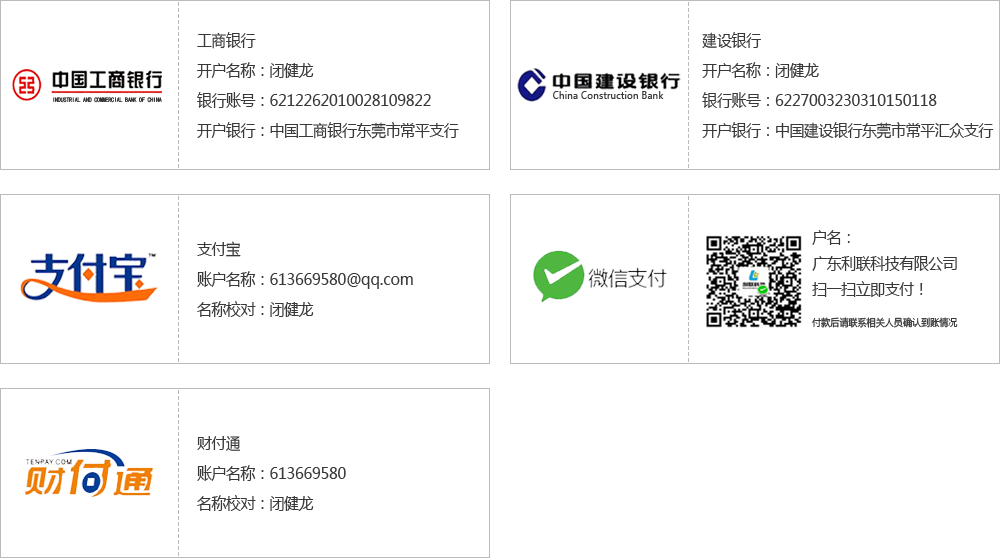 中国工商银行
INDUSTRIAL AND COMMERCIAL BANK OF CHINA
工商银行
开户名称：闭健龙
银行账号：6212262010028109822
开户银行：中国工商银行东莞市常平支行
中国建设银行
China Construction Bank
建设银行
开户名称：闭健龙
银行账号：6227003230310150118
开户银行：中国建设银行东莞市常平汇众支行
支付宝™
支付宝
账户名称：613669580@qq.com
名称校对：闭健龙
微信支付
利联科技
户名：
广东利联科技有限公司
扫一扫立即支付！
付款后请联系相关人员确认到账情况
TENPAY.COM
财付通
财付通
账户名称：613669580
名称校对：闭健龙